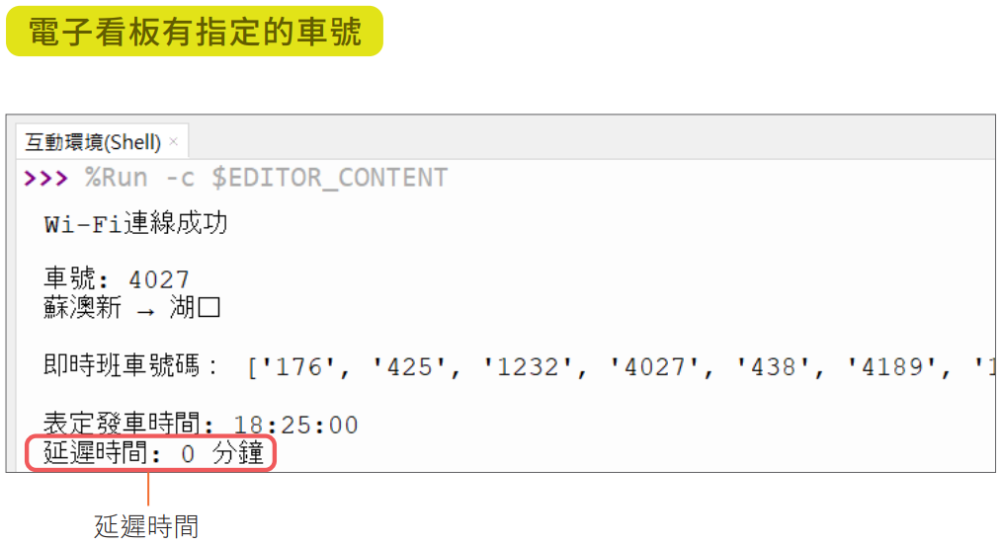 電子看板有指定的車號
互動環境(Shell) ×
>>> %Run -c $EDITOR_CONTENT
Wi-Fi連線成功
車號: 4027
蘇澳新 → 湖口
即時班車號碼： ['176', '425', '1232', '4027', '438', '4189', '1
表定發車時間: 18:25:00
延遲時間: 0 分鐘
延遲時間